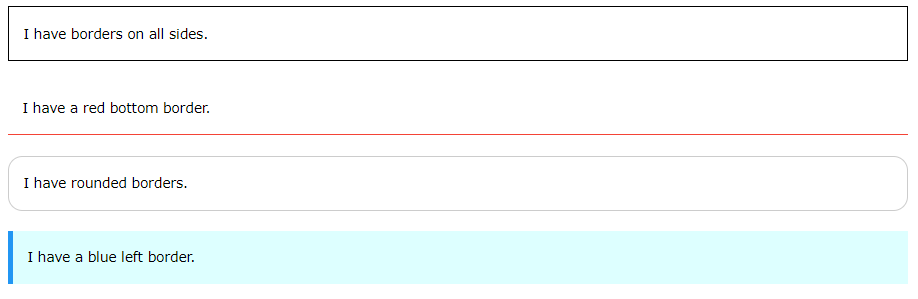 I have borders on all sides.
I have a red bottom border.
I have rounded borders.
I have a blue left border.